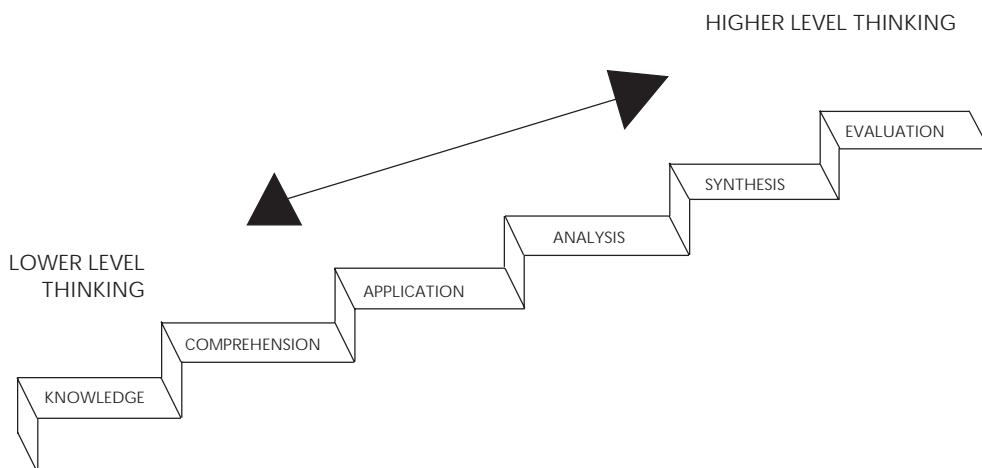 HIGHER LEVEL THINKING
EVALUATION
SYNTHESIS
ANALYSIS
LOWER LEVEL
THINKING
APPLICATION
COMPREHENSION
KNOWLEDGE